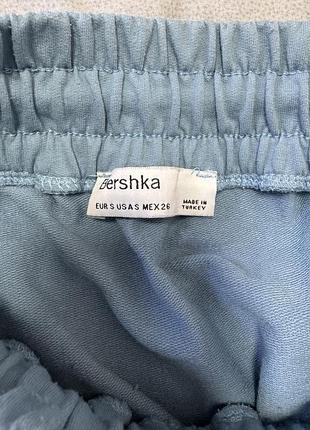 Bershka
EUR S USA S MEX 26
MADE IN
TURKEY